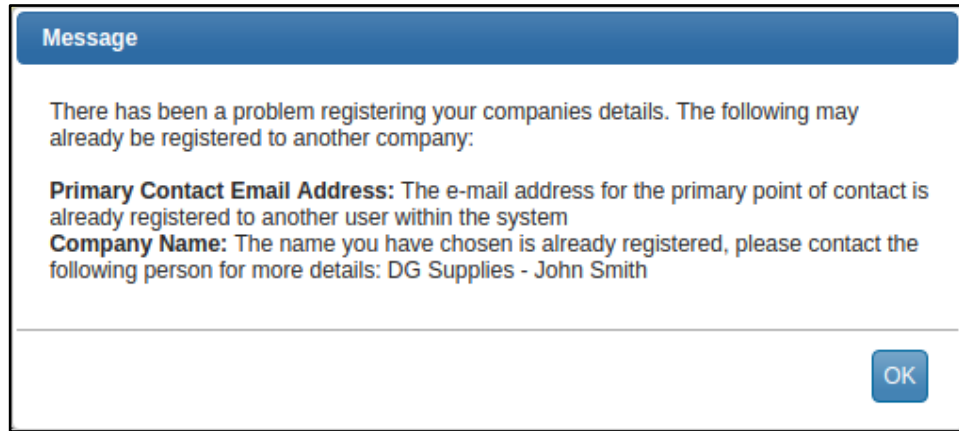 Message
There has been a problem registering your companies details. The following may
already be registered to another company:
Primary Contact Email Address: The e-mail address for the primary point of contact is
already registered to another user within the system
Company Name: The name you have chosen is already registered, please contact the
following person for more details: DG Supplies - John Smith
OK